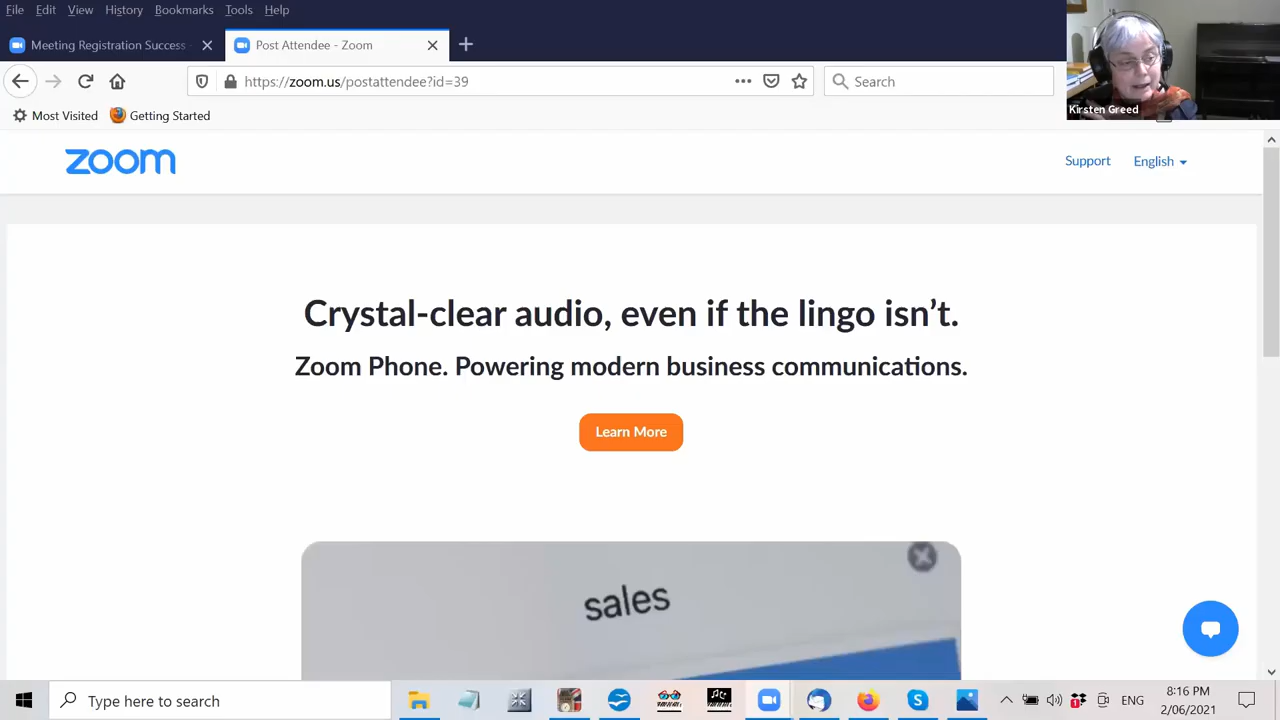 File Edit View History Bookmarks Tools Help
Meeting Registration Success
Post Attendee - Zoom
https://zoom.us/postattendee?id=39
Search
Kirsten Greed
Most Visited
Getting Started
zoom
Support
English
Crystal-clear audio, even if the lingo isn't.
Zoom Phone. Powering modern business communications.
Learn More
sales
Type here to search
ENG
8:16 PM
2/06/2021